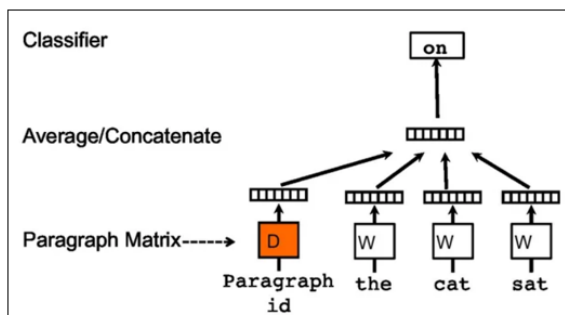 Classifier
on
Average/Concatenate
Paragraph Matrix
D
W
W
W
Paragraph
id
the
cat
sat